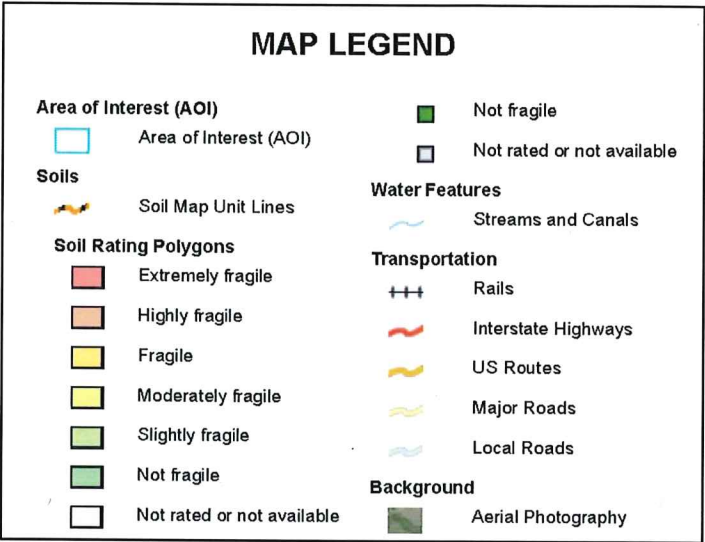 MAP LEGEND
Area of Interest (AOI)
Area of Interest (AOI)
Soils
Soil Map Unit Lines
Soil Rating Polygons
Extremely fragile
Highly fragile
Fragile
Moderately fragile
Slightly fragile
Not fragile
Not rated or not available
Not fragile
Not rated or not available
Water Features
Streams and Canals
Transportation
Rails
Interstate Highways
US Routes
Major Roads
Local Roads
Background
Aerial Photography